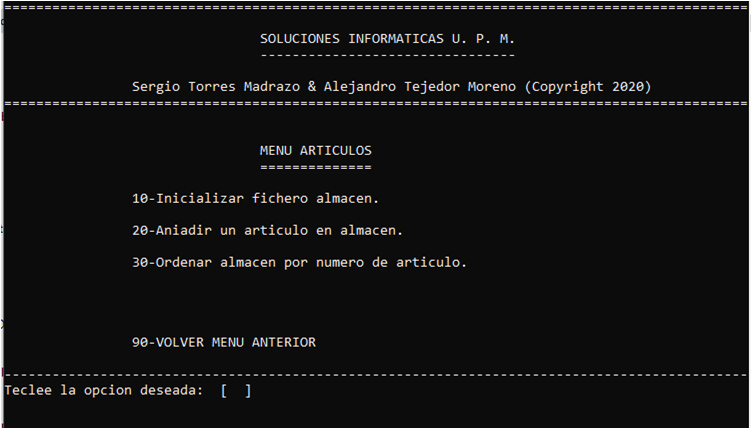 =============================================================================================
SOLUCIONES INFORMATICAS U. P. M.
--------------------------------
Sergio Torres Madrazo & Alejandro Tejedor Moreno (Copyright 2020)
=============================================================================================
MENU ARTICULOS
==============
10-Inicializar fichero almacen.
20-Aniadir un articulo en almacen.
30-Ordenar almacen por numero de articulo.
90-VOLVER MENU ANTERIOR
---------------------------------------------------------------------------------------------
Teclee la opcion deseada:  [  ]